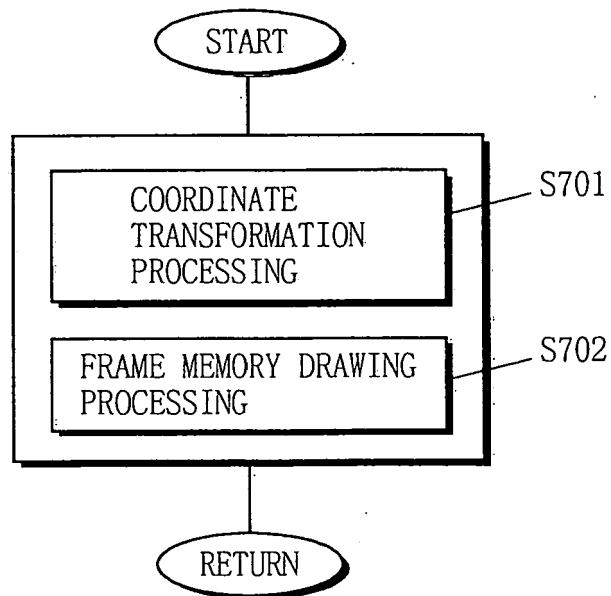 START
COORDINATE
TRANSFORMATION
PROCESSING
S701
FRAME MEMORY DRAWING
PROCESSING
S702
RETURN